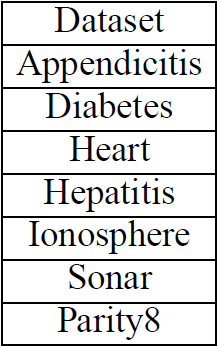 Dataset
Appendicitis
Diabetes
Heart
Hepatitis
Ionosphere
Sonar
Parity8